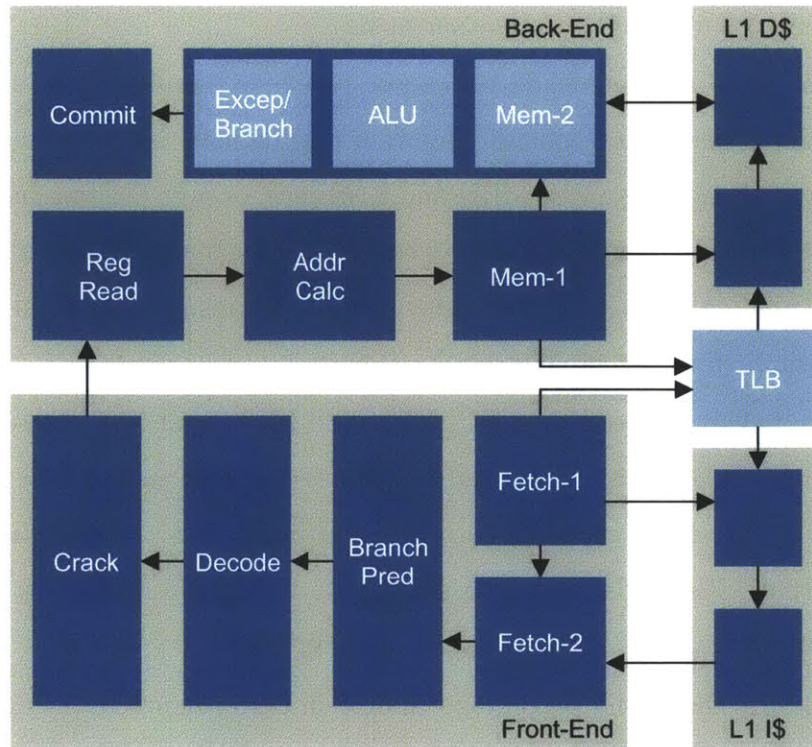 Back-End
L1 D$
Commit
Excep/
Branch
ALU
Mem-2
Reg
Read
Addr
Calc
Mem-1
TLB
Crack
Decode
Branch
Pred
Fetch-1
Fetch-2
Front-End
L1 I$